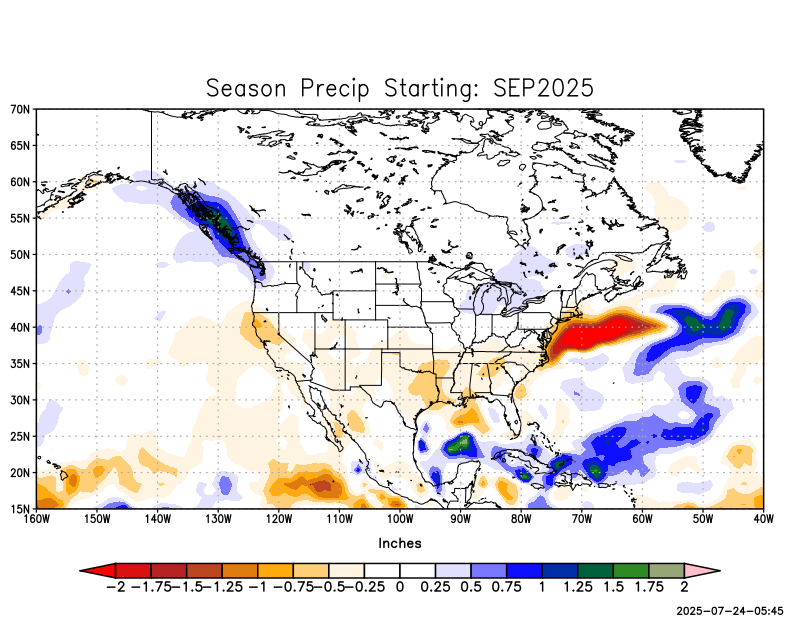 Season Precip Starting: SEP2025
70N
65N
60N
55N
50N
45N
40N
35N
30N
25N
20N
15N
160W 150W 140W 130W 120W 110W 100W 90W 80W 70W 60W 50W 40W
Inches
−2 −1.75−1.5−1.25 −1 −0.75−0.5−0.25 0 0.25 0.5 0.75 1 1.25 1.5 1.75 2
2025−07−24−05:45